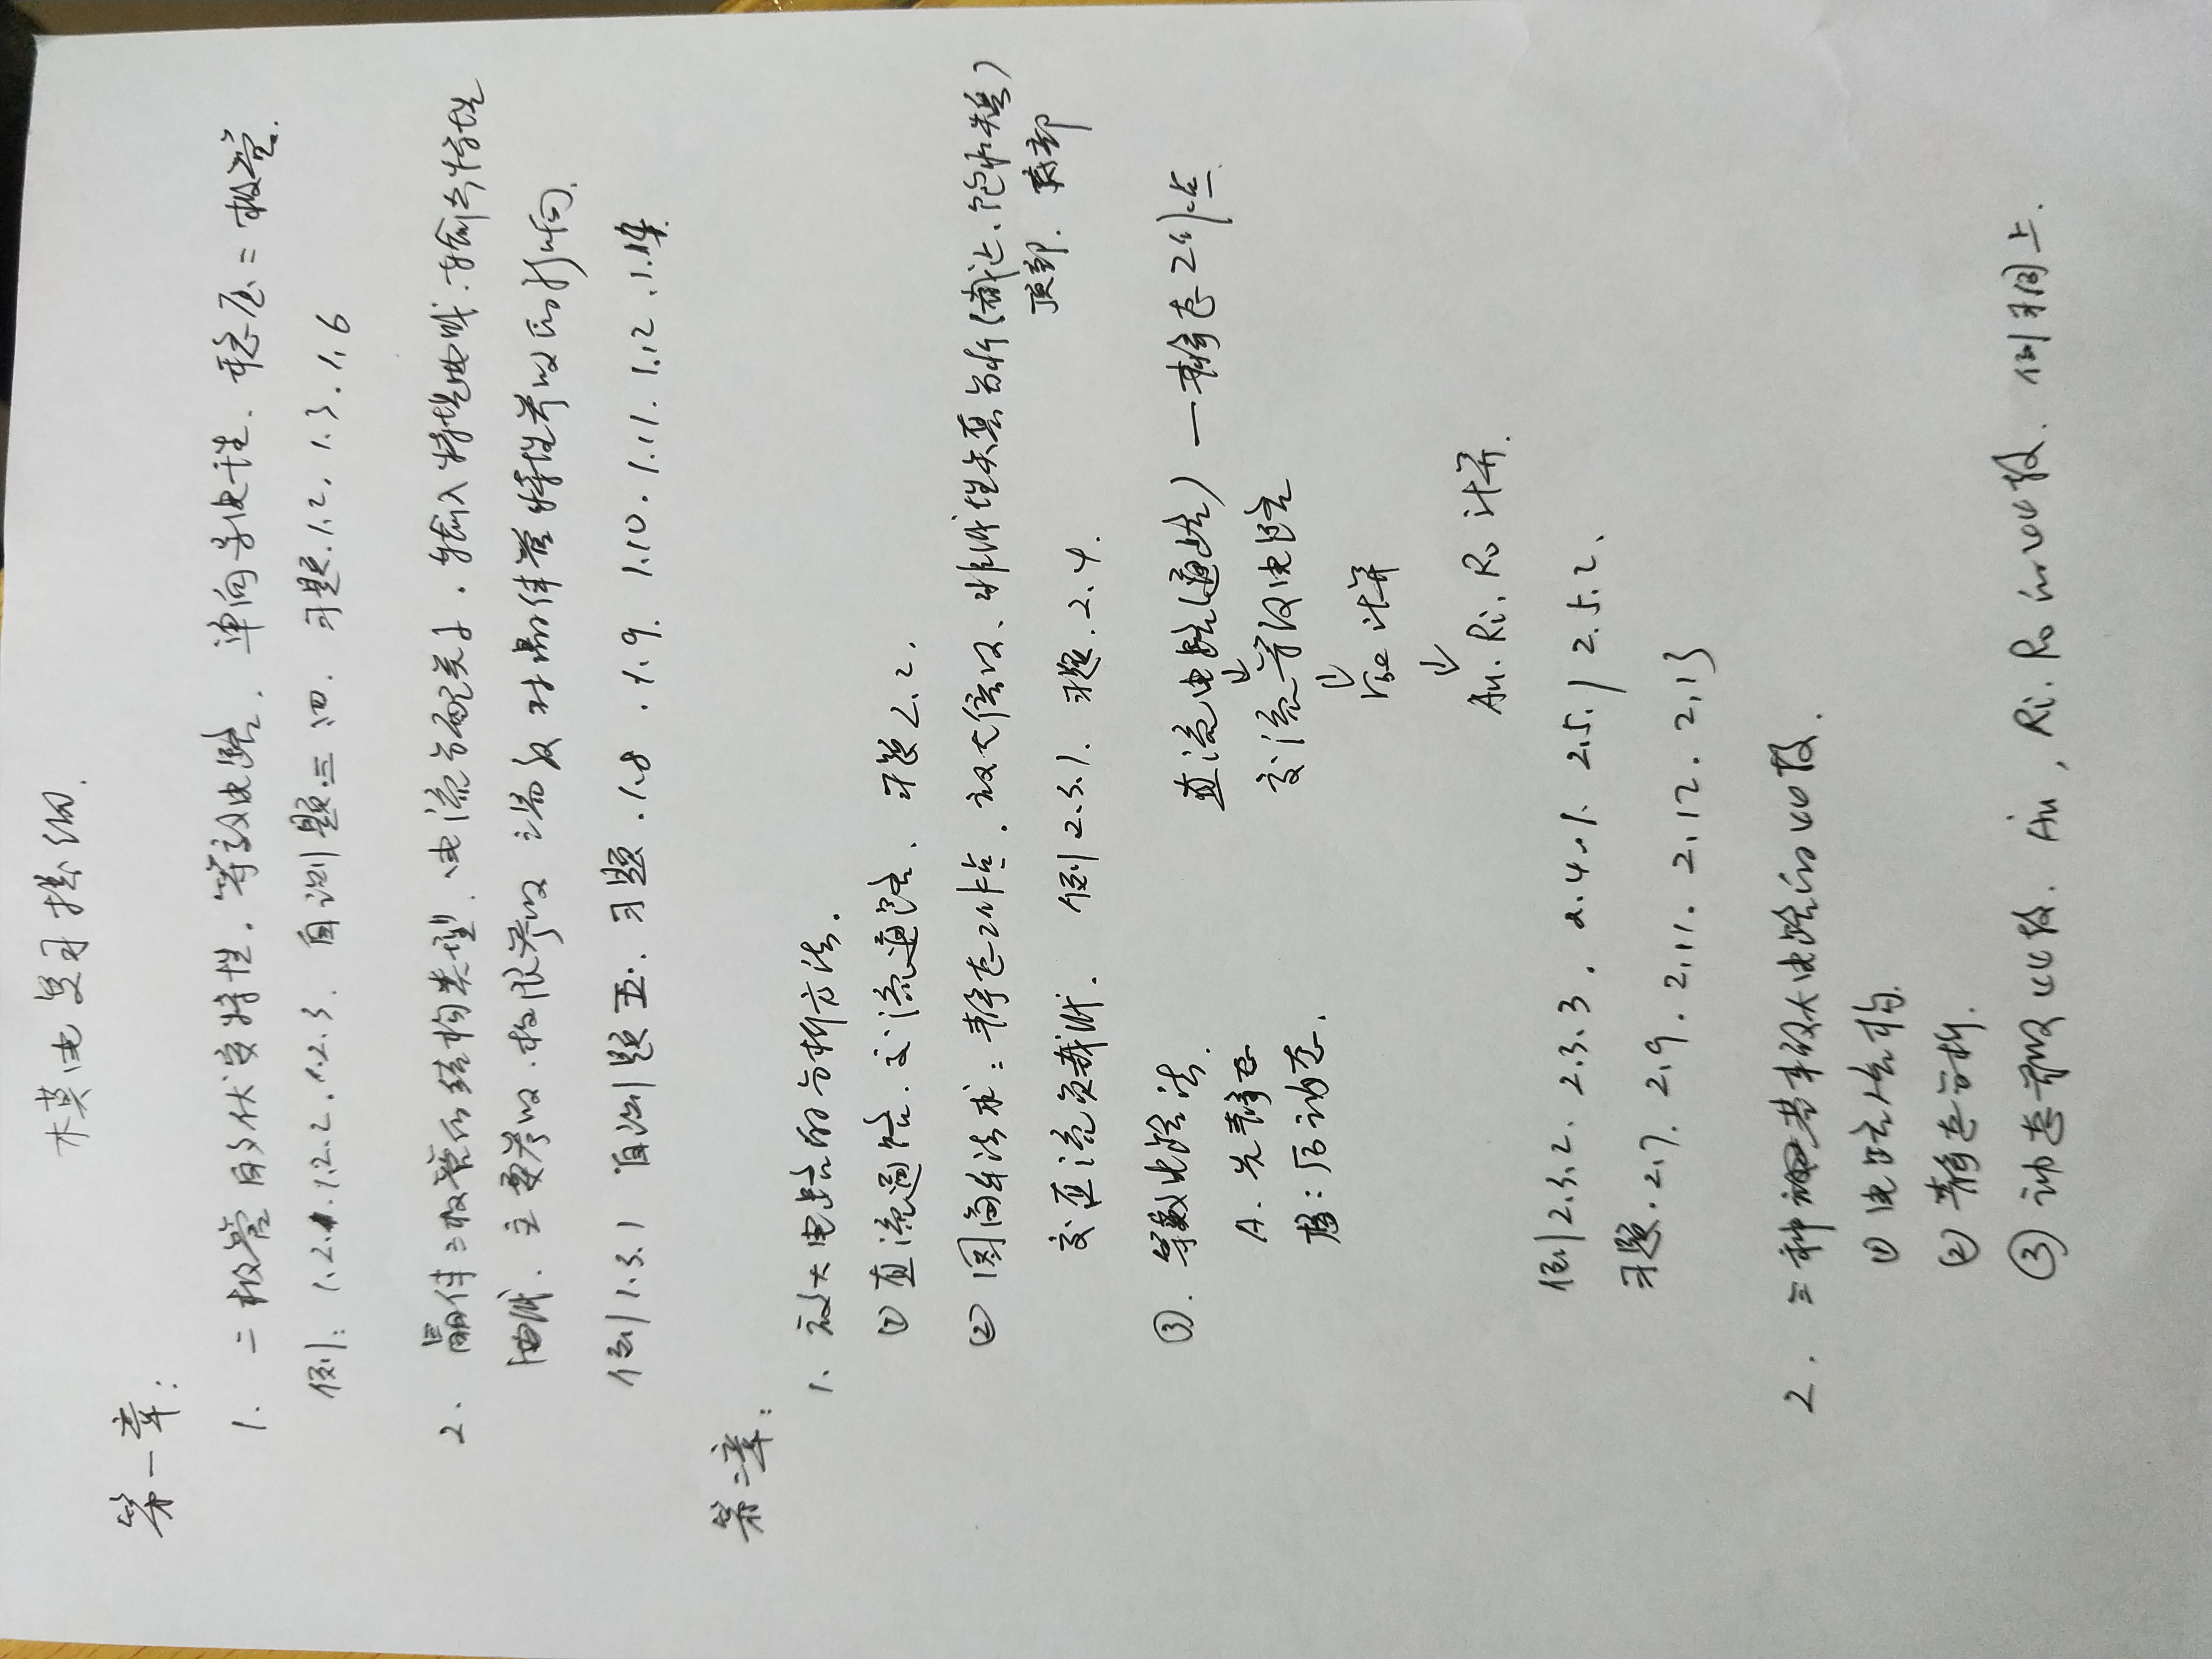 模电复习提纲.
第一章:
1. 二极管的伏安特性. 等效电路. 单向导电性. 稳压二极管.
例: 1.2.1. 1.2.2. 1.2.3. 自测题.三、四. 习题.1.2. 1.3. 1.6
2. 晶体三极管的结构类型、电流分配关系. 输入特性曲线. 输出特性
曲线. 主要参数. 极限参数 温度对晶体管特性参数的影响.
例1.3.1 自测题五. 习题.1.8 .1.9. 1.10. 1.11. 1.12 .1.14.
第二章:
1. 放大电路的分析方法.
① 直流通路. 交流通路. 习题2.2.
② 图解法求: 静态工作点. 放大倍数、非线性失真分析(截止、饱和失真)
顶部. 底部
交直流负载线. 例2.3.1. 习题.2.4.
③. 等效电路法.
直流电路(通路) — 静态工作点.
A. 先静态
↓
交流等效电路
后动态.
↓
rbe 计算
↓
Au. Ri. Ro 计算.
例2.3.2. 2.3.3. 2.4.1. 2.5.1 2.5.2.
习题.2.7. 2.9. 2.11. 2.12. 2.13
2. 三种基本放大电路的比较.
① 电路结构.
② 静态分析.
③ 动态参数比较. Au, Ri. Ro的比较. 例习同上.